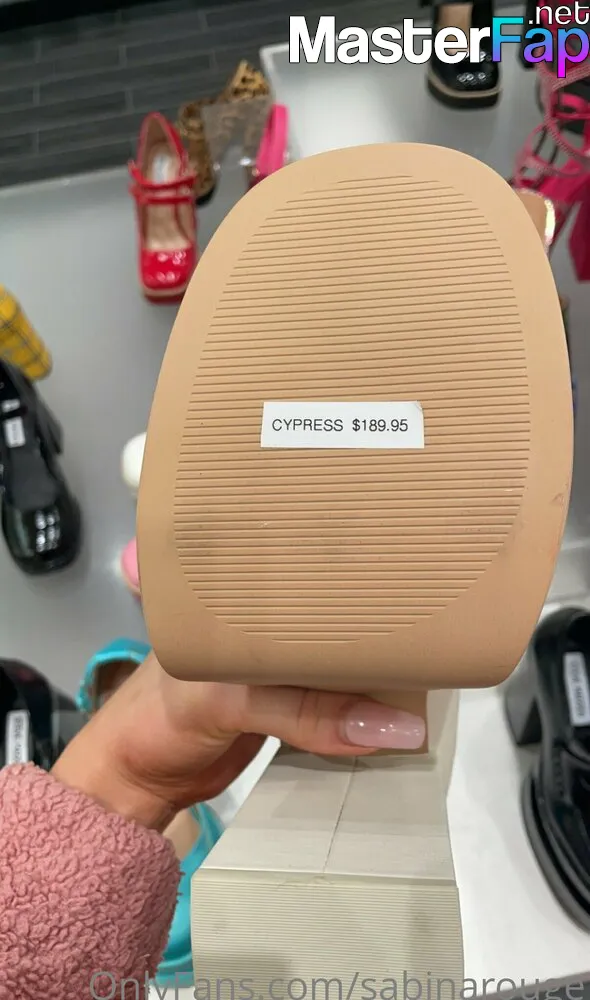 MasterFap
.net
CYPRESS $189.95
OnlyFans.com/sabinarouge